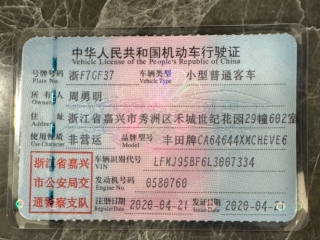 中华人民共和国机动车行驶证
Vehicle License of the People's Republic of China
号牌号码 浙F7GF37 车辆类型 小型普通客车
Plate No. Vehicle Type
所有人 周勇明
Owner
住址 浙江省嘉兴市秀洲区禾城世纪花园29幢602室
Address
使用性质 非营运 品牌型号 丰田牌CA64644XMCHEVE6
Use Character Model
浙江省嘉兴 车辆识别代号 LFMJ95BF6L3007334
VIN
市公安局交 发动机号码 0580760
Engine No.
通警察支队 注册日期 2020-04-21 发证日期 2020-04-21
Register Date Issue Date